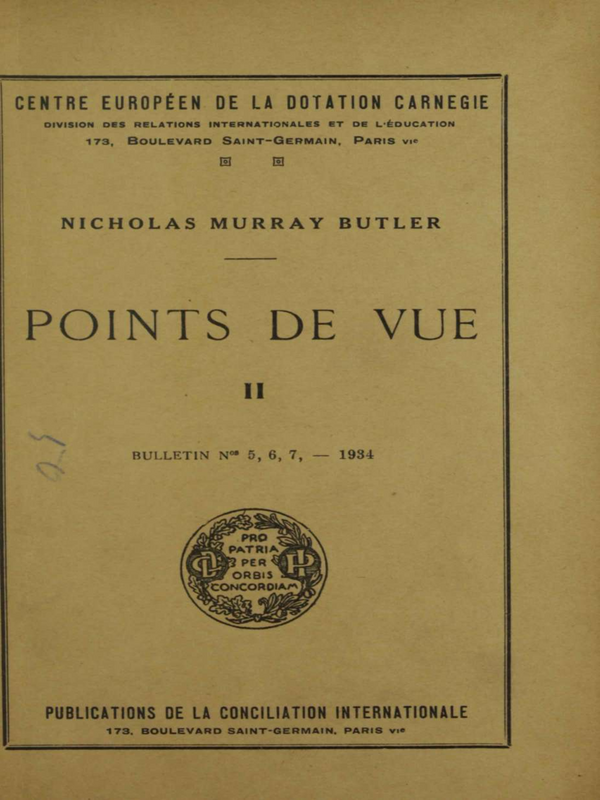 CENTRE EUROPÉEN DE LA DOTATION CARNEGIE
DIVISION DES RELATIONS INTERNATIONALES ET DE L'ÉDUCATION
173, BOULEVARD SAINT-GERMAIN, PARIS VIᵉ
NICHOLAS MURRAY BUTLER
POINTS DE VUE
II
BULLETIN Nᵒˢ 5, 6, 7, — 1934
PRO
PATRIA
PER
ORBIS
CONCORDIAM
PUBLICATIONS DE LA CONCILIATION INTERNATIONALE
173, BOULEVARD SAINT-GERMAIN, PARIS VIᵉ